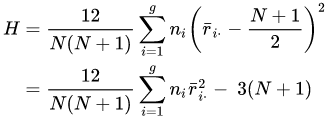 H = \frac{12}{N(N+1)} \sum_{i=1}^{g} n_i \left( \bar{r}_{i\cdot} - \frac{N+1}{2} \right)^2
= \frac{12}{N(N+1)} \sum_{i=1}^{g} n_i \bar{r}_{i\cdot}^2 - 3(N+1)